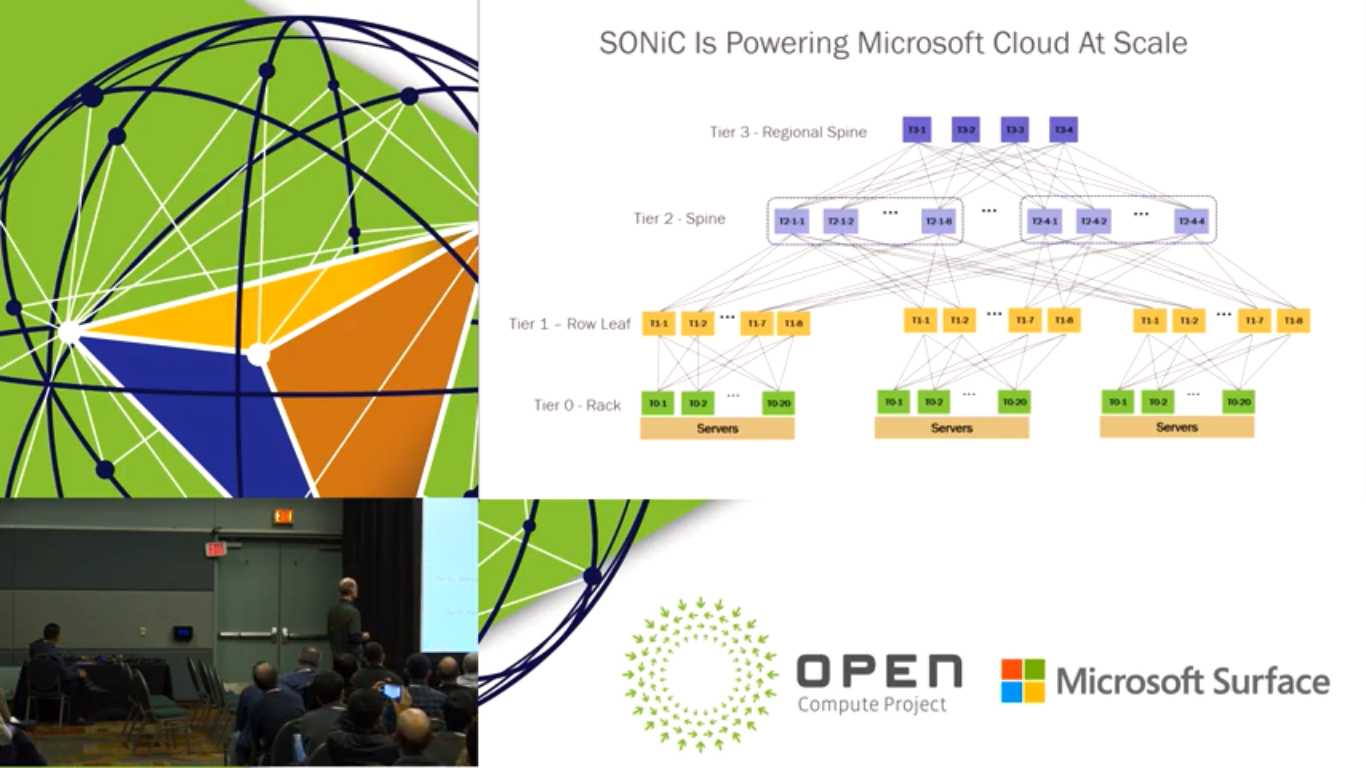 SONiC Is Powering Microsoft Cloud At Scale
Tier 3 - Regional Spine
T3-1 T3-2 T3-3 T3-4
Tier 2 - Spine
T2-1-1 T2-1-2 ... T2-1-8 ... T2-4-1 T2-4-2 ... T2-4-4
Tier 1 – Row Leaf
T1-1 T1-2 ... T1-7 T1-8 T1-1 T1-2 ... T1-7 T1-8 T1-1 T1-2 ... T1-7 T1-8
Tier 0 - Rack
T0-1 T0-2 ... T0-20 T0-1 T0-2 ... T0-20 T0-1 T0-2 ... T0-20
Servers Servers Servers
OPEN
Compute Project
Microsoft Surface